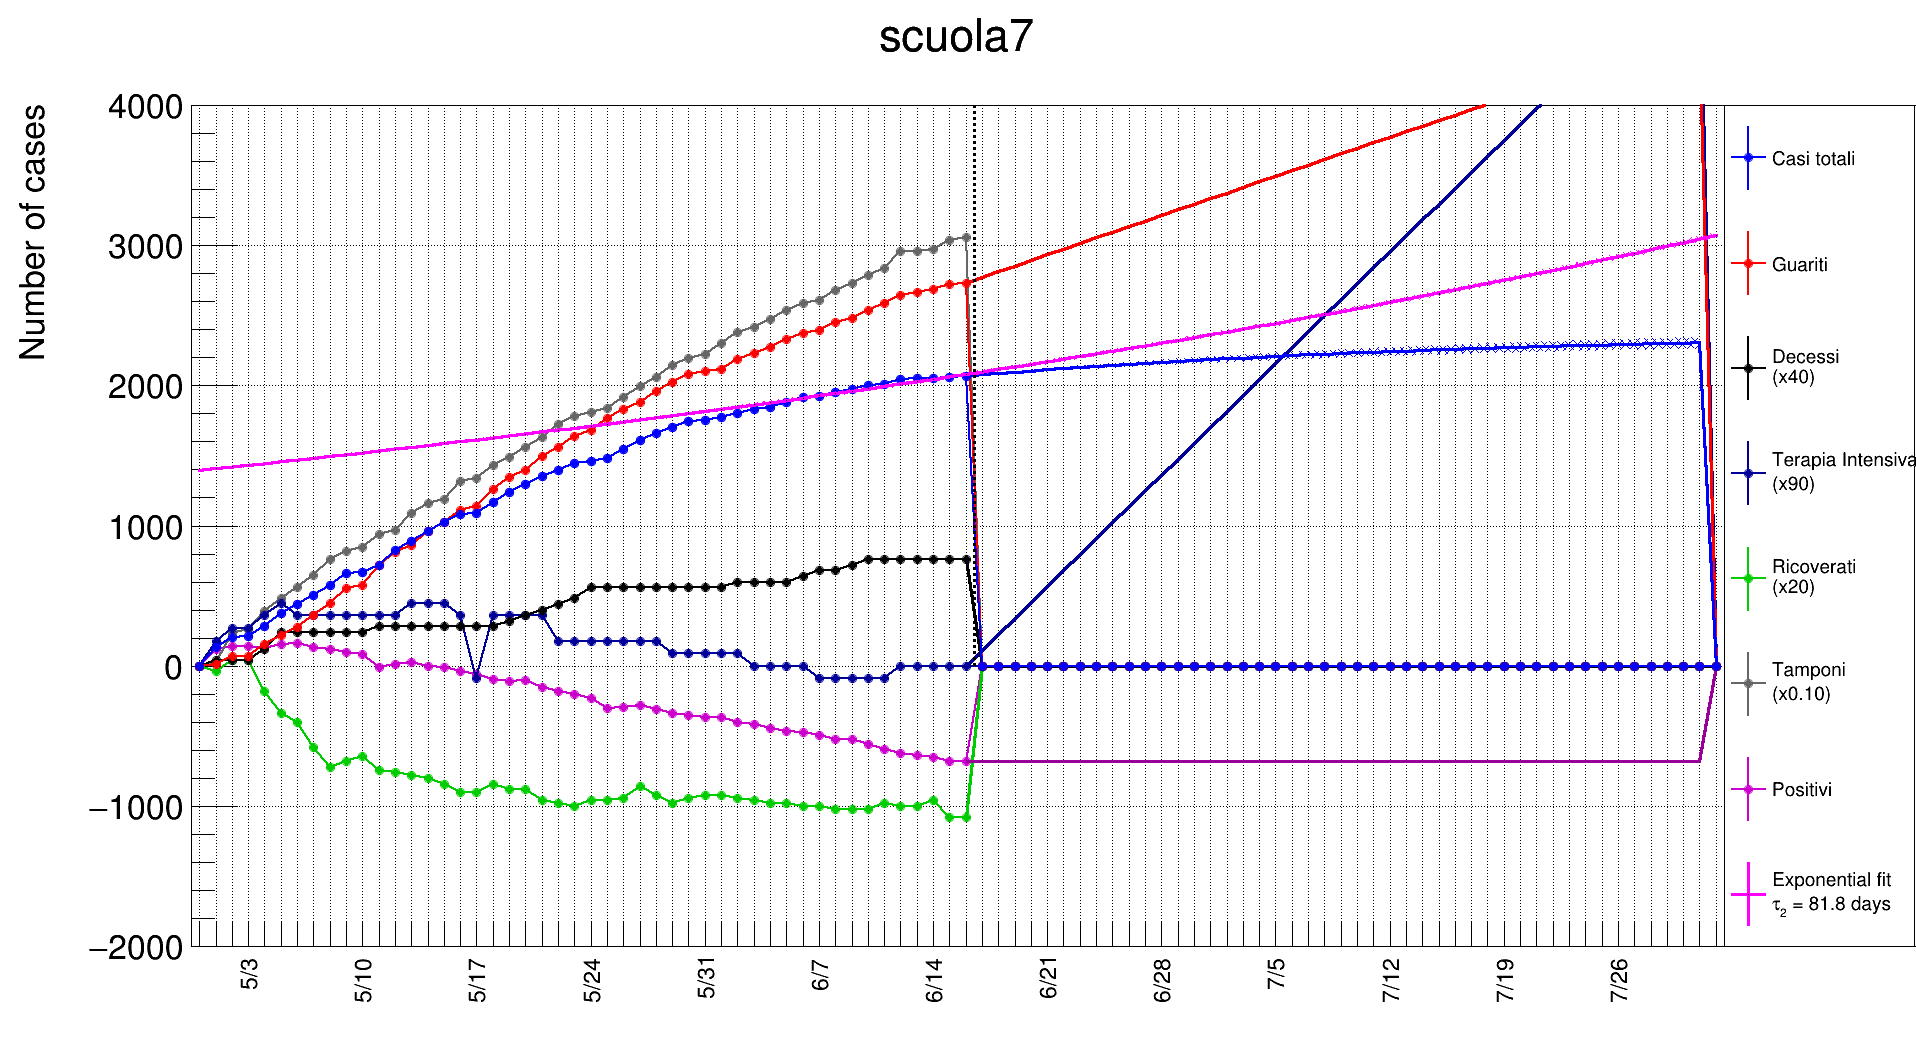 scuola7
Number of cases
4000
3000
2000
1000
0
−1000
−2000
5/3
5/10
5/17
5/24
5/31
6/7
6/14
6/21
6/28
7/5
7/12
7/19
7/26
Casi totali
Guariti
Decessi
(x40)
Terapia Intensiva
(x90)
Ricoverati
(x20)
Tamponi
(x0.10)
Positivi
Exponential fit
τ2 = 81.8 days